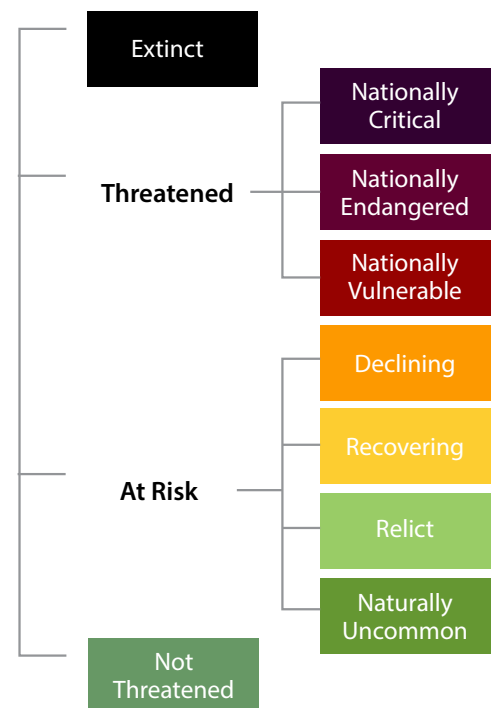 Extinct
Threatened
Nationally
Critical
Nationally
Endangered
Nationally
Vulnerable
At Risk
Declining
Recovering
Relict
Naturally
Uncommon
Not
Threatened